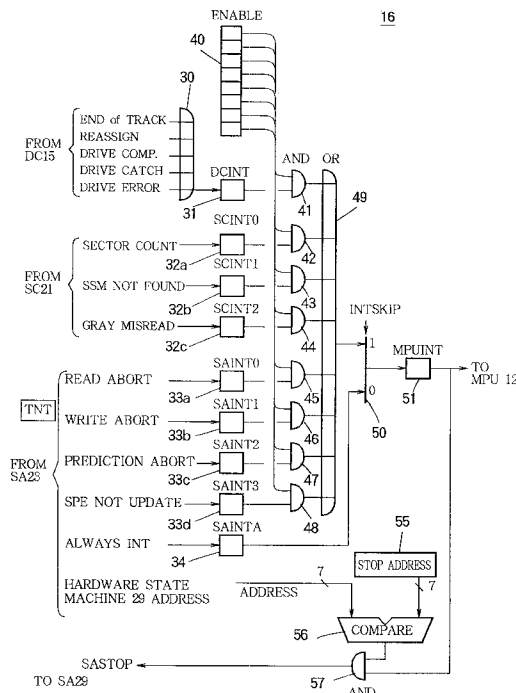 ENABLE
16
40
30
END of TRACK
REASSIGN
FROM
DC15
DRIVE COMP.
DRIVE CATCH
DRIVE ERROR
DCINT
31
AND
OR
41
49
SCINT0
SECTOR COUNT
32a
42
FROM
SC21
SCINT1
SSM NOT FOUND
32b
43
SCINT2
GRAY MISREAD
32c
44
INTSKIP
1
MPUINT
TO
MPU 12
51
50
0
SAINT0
READ ABORT
33a
45
TNT
SAINT1
WRITE ABORT
33b
46
FROM
SA28
SAINT2
PREDICTION ABORT
33c
47
SAINT3
SPE NOT UPDATE
33d
48
SAINTA
ALWAYS INT
34
55
STOP ADDRESS
HARDWARE STATE
MACHINE 29 ADDRESS
ADDRESS
7
7
56
COMPARE
SASTOP
57
TO SA29
AND